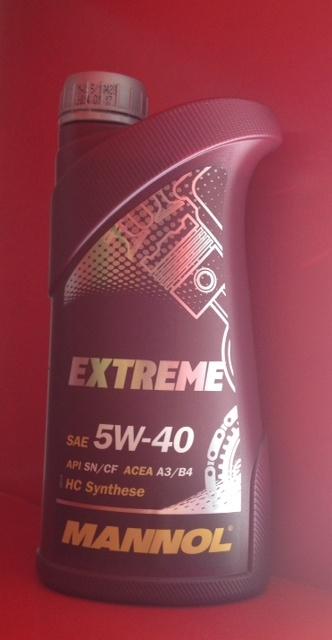 EXTREME
SAE 5W-40
API SN/CF ACEA A3/B4
HC Synthese
MANNOL®